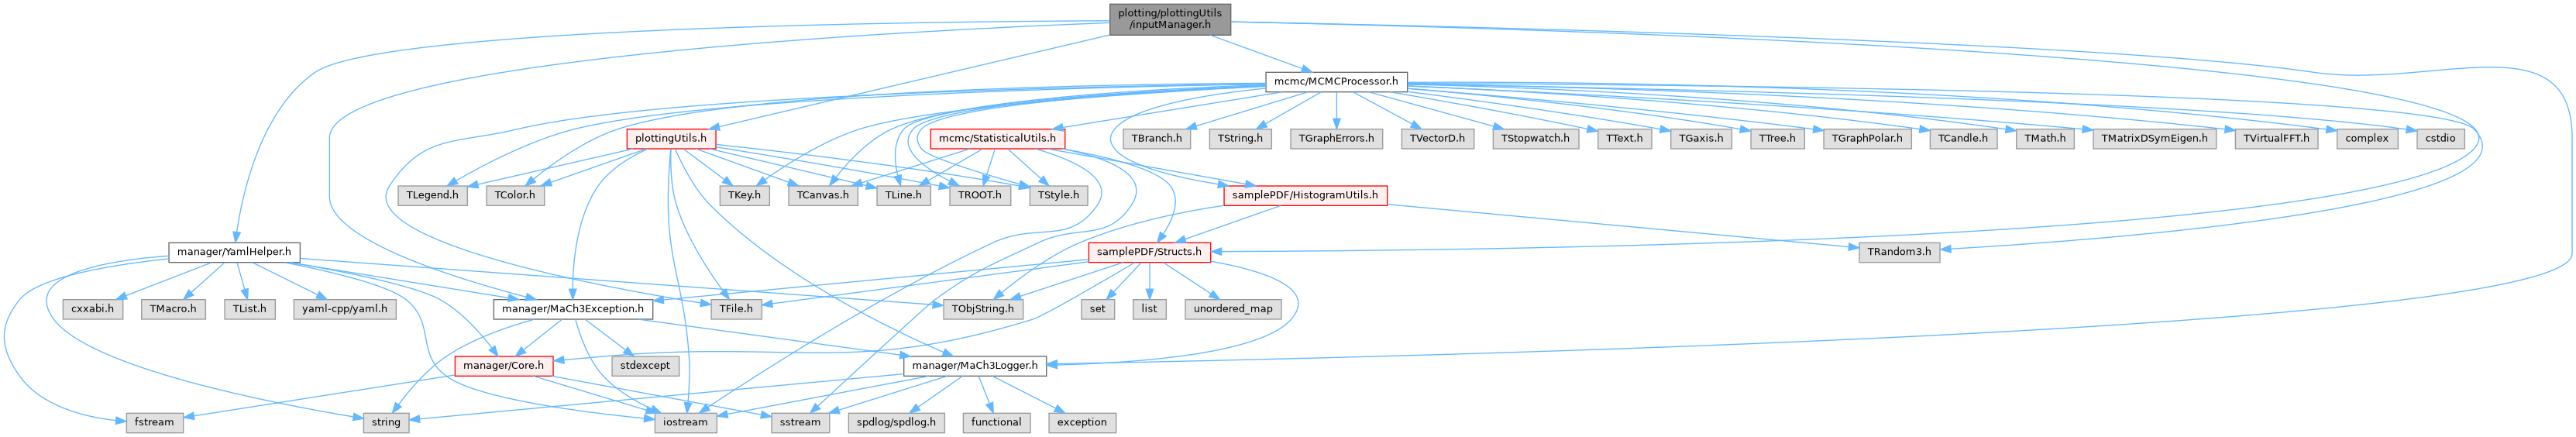 plotting/plottingUtils
/inputManager.h
mcmc/MCMCProcessor.h
plottingUtils.h
mcmc/StatisticalUtils.h
TBranch.h
TString.h
TGraphErrors.h
TVectorD.h
TStopwatch.h
TText.h
TGaxis.h
TTree.h
TGraphPolar.h
TCandle.h
TMath.h
TMatrixDSymEigen.h
TVirtualFFT.h
complex
cstdio
TLegend.h
TColor.h
TKey.h
TCanvas.h
TLine.h
TROOT.h
TStyle.h
samplePDF/HistogramUtils.h
manager/YamlHelper.h
samplePDF/Structs.h
TRandom3.h
cxxabi.h
TMacro.h
TList.h
yaml-cpp/yaml.h
manager/MaCh3Exception.h
TFile.h
TObjString.h
set
list
unordered_map
manager/Core.h
stdexcept
manager/MaCh3Logger.h
fstream
string
iostream
sstream
spdlog/spdlog.h
functional
exception